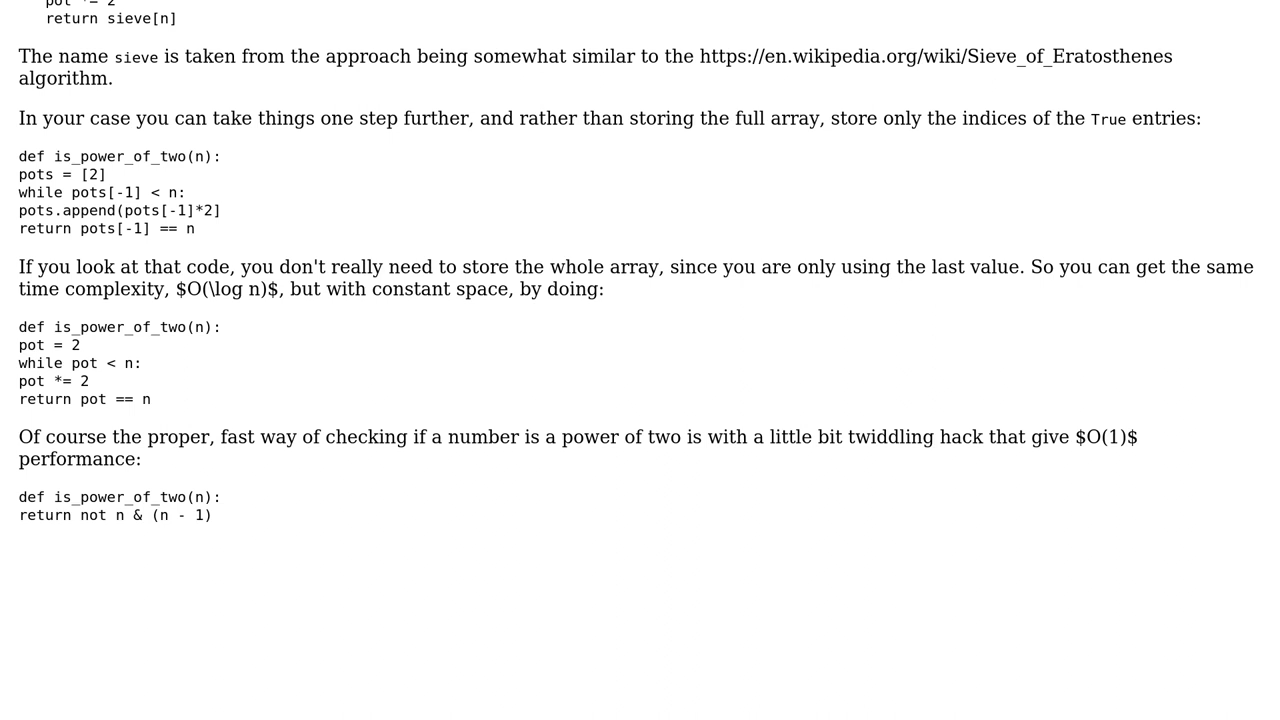 pot *= 2
return sieve[n]
The name sieve is taken from the approach being somewhat similar to the https://en.wikipedia.org/wiki/Sieve_of_Eratosthenes
algorithm.
In your case you can take things one step further, and rather than storing the full array, store only the indices of the True entries:
def is_power_of_two(n):
pots = [2]
while pots[-1] < n:
pots.append(pots[-1]*2]
return pots[-1] == n
If you look at that code, you don't really need to store the whole array, since you are only using the last value. So you can get the same
time complexity, $O(\log n)$, but with constant space, by doing:
def is_power_of_two(n):
pot = 2
while pot < n:
pot *= 2
return pot == n
Of course the proper, fast way of checking if a number is a power of two is with a little bit twiddling hack that give $O(1)$
performance:
def is_power_of_two(n):
return not n & (n - 1)